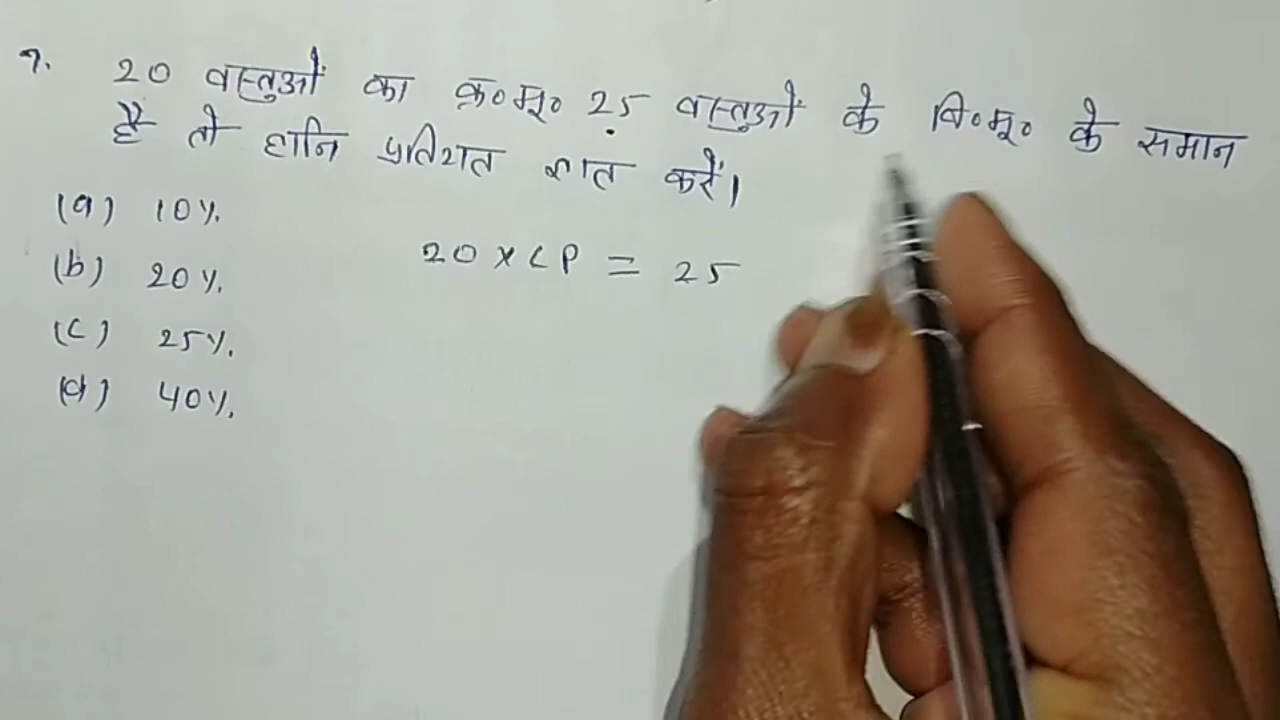 9. 20 वस्तुओं का क्र०मू० 25 वस्तुओं के वि०मू० के समान
है तो हानि प्रतिशत ज्ञात करें।
(a) 10%
(b) 20%
(c) 25%
(d) 40%
20 × CP = 25